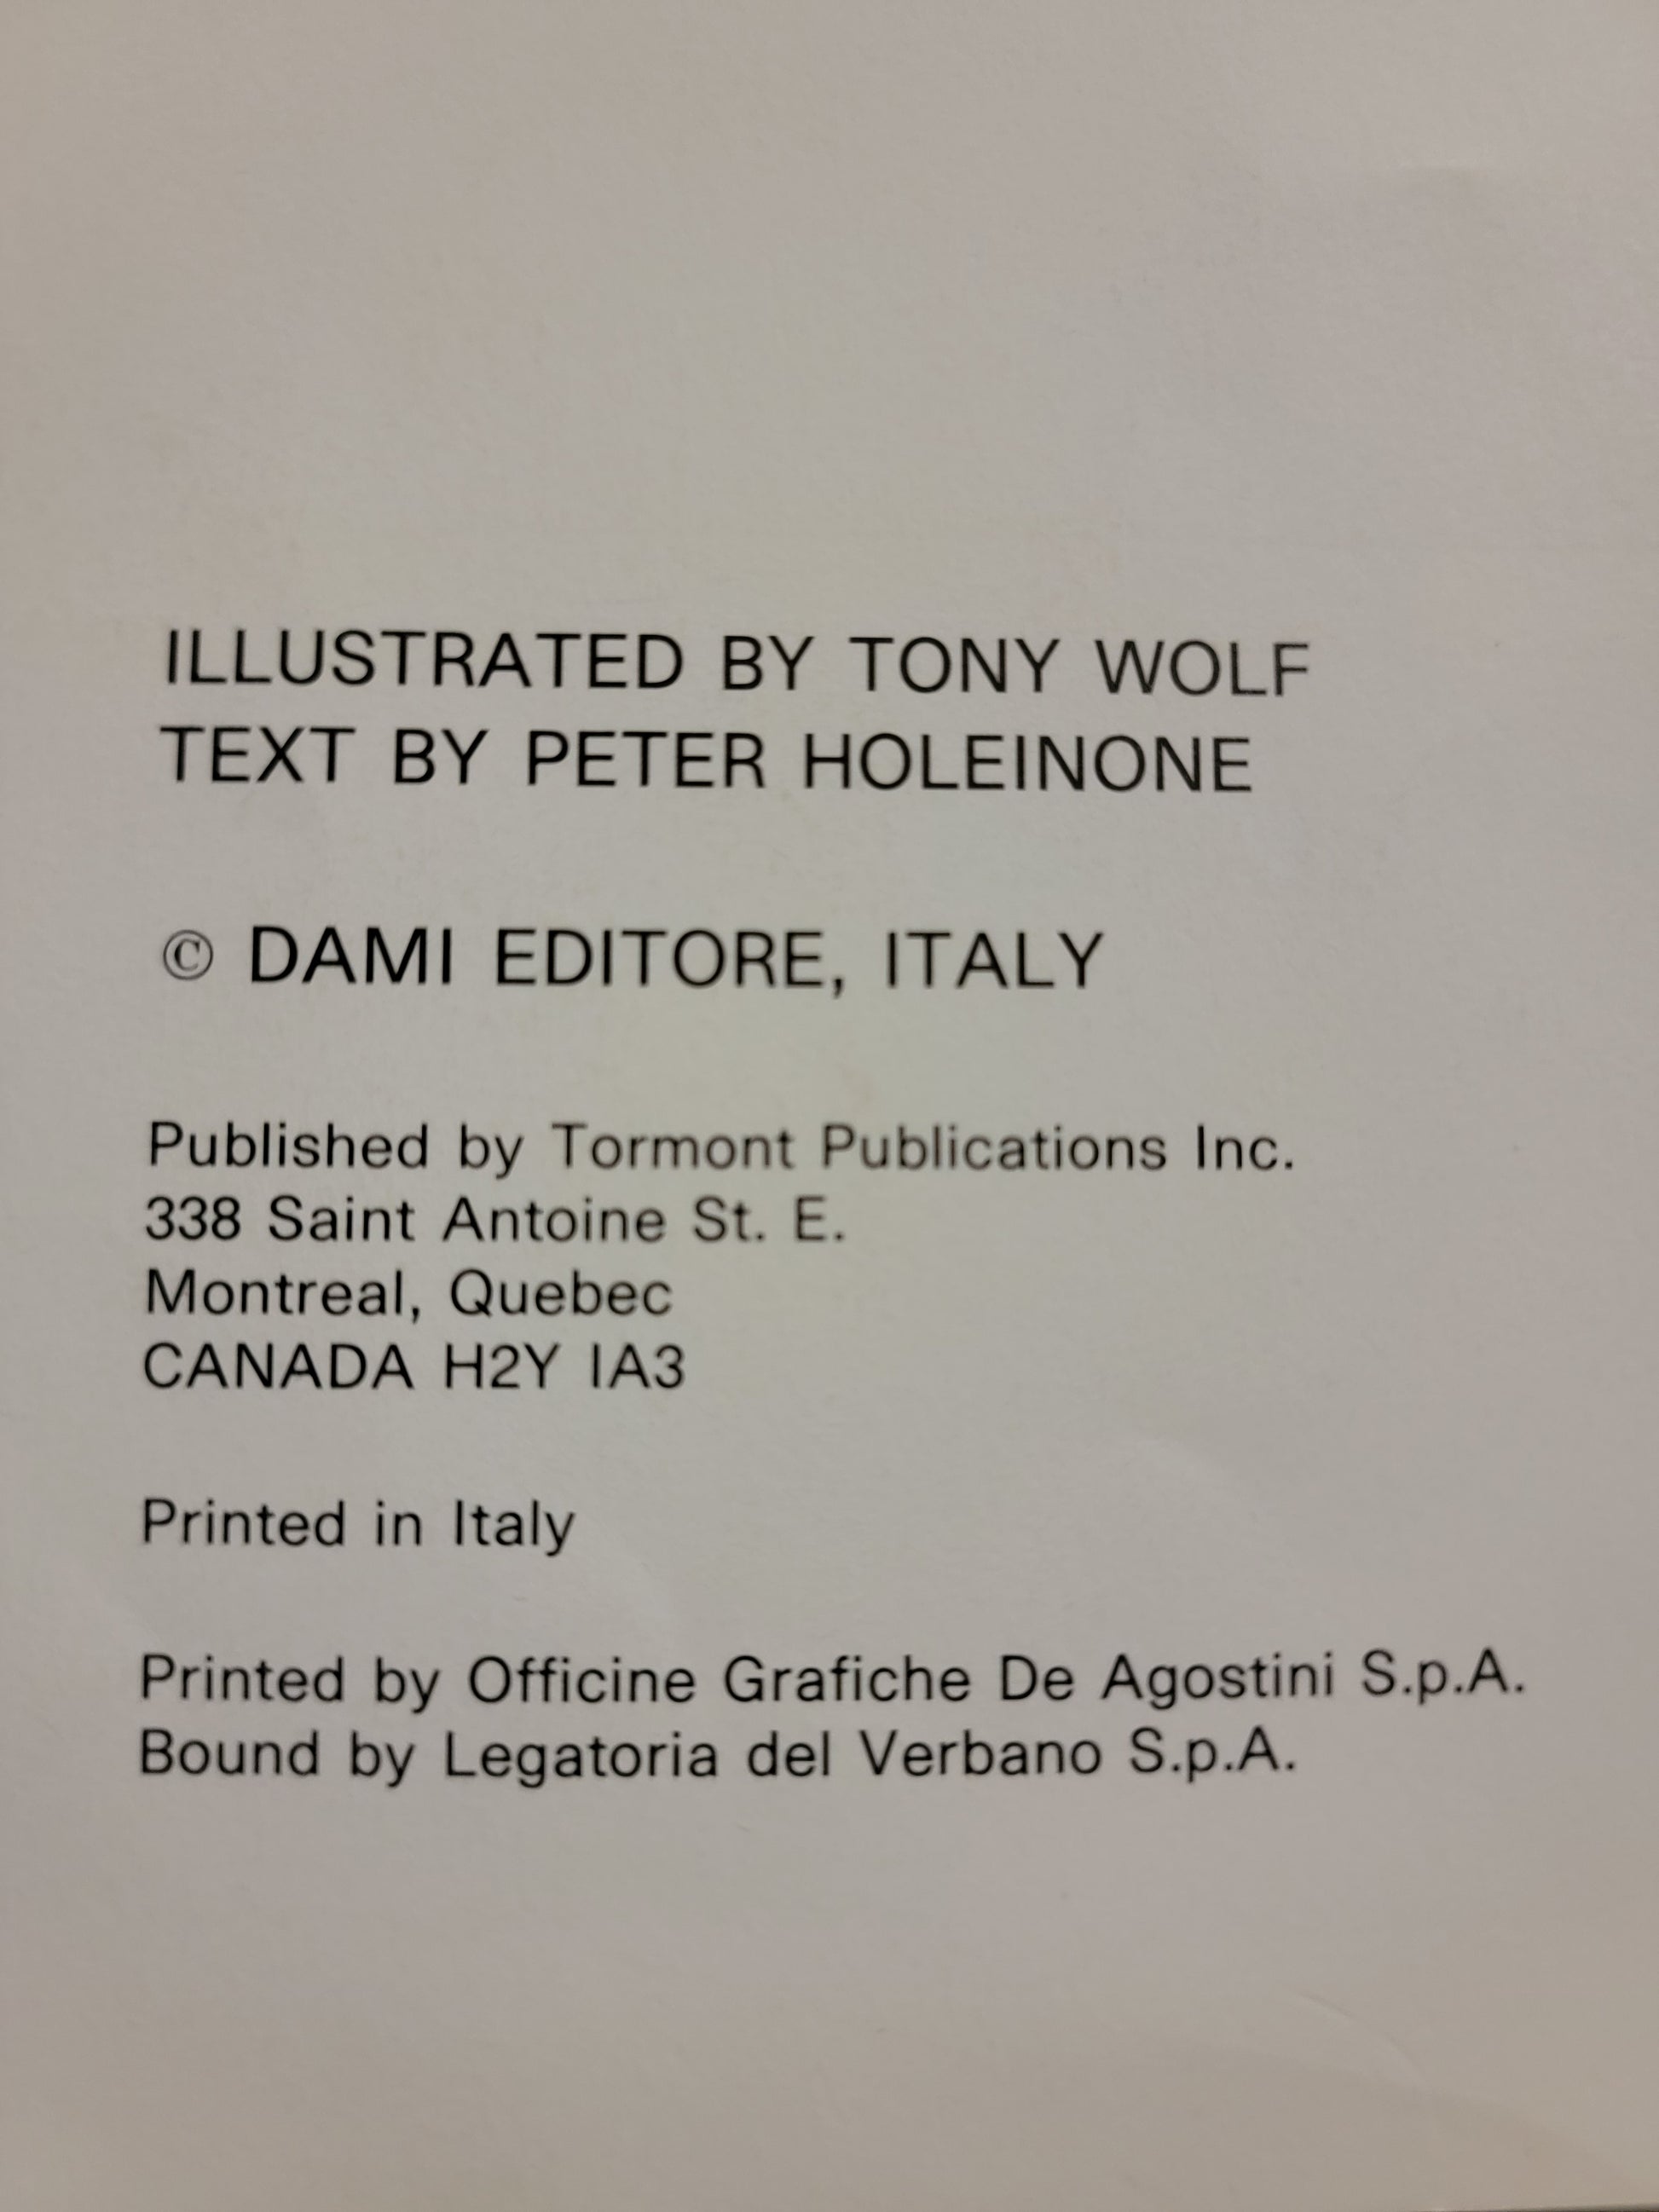 ILLUSTRATED BY TONY WOLF
TEXT BY PETER HOLEINONE
© DAMI EDITORE, ITALY
Published by Tormont Publications Inc.
338 Saint Antoine St. E.
Montreal, Quebec
CANADA H2Y IA3
Printed in Italy
Printed by Officine Grafiche De Agostini S.p.A.
Bound by Legatoria del Verbano S.p.A.